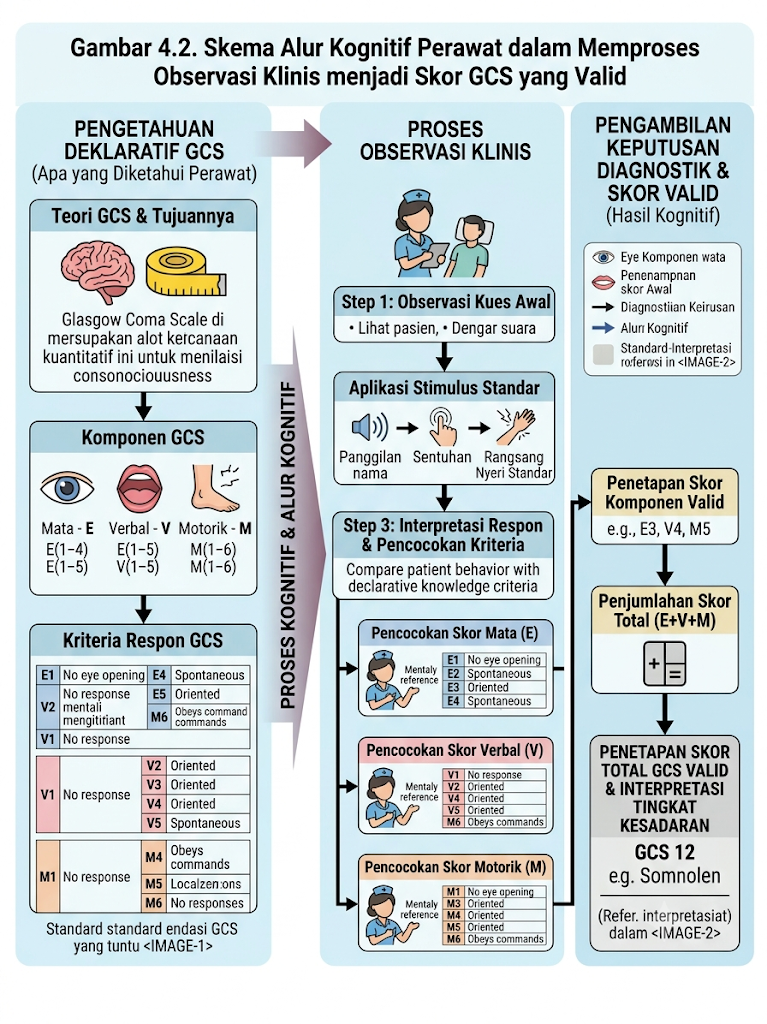 Gambar 4.2. Skema Alur Kognitif Perawat dalam Memproses
Observasi Klinis menjadi Skor GCS yang Valid
PENGETAHUAN
DEKLARATIF GCS
(Apa yang Diketahui Perawat)
Teori GCS & Tujuannya
Glasgow Coma Scale di
mersupakan alot kercanaan
kuantitatif ini untuk menilaisi
consonociouusness
Komponen GCS
Mata - E
Verbal - V
Motorik - M
E(1–4)
E(1–5)
M(1–6)
E(1–5)
V(1–5)
M(1–6)
Kriteria Respon GCS
E1 No eye opening
E4 Spontaneous
V2 No response
mentali
mengititiant
E5 Oriented
M6 Obeys command
commands
V1 No response
V1 No response
V2 Oriented
V3 Oriented
V4 Oriented
V5 Spontaneous
M1 No response
M4 Obeys
commands
M5 Localzen:ons
M6 No responses
Standard standard endasi GCS
yang tuntu <IMAGE-1>
PROSES KOGNITIF & ALUR KOGNITIF
PROSES
OBSERVASI KLINIS
Step 1: Observasi Kues Awal
• Lihat pasien, • Dengar suara
Aplikasi Stimulus Standar
Panggilan
nama
Sentuhan
Rangsang
Nyeri Standar
Step 3: Interpretasi Respon
& Pencocokan Kriteria
Compare patient behavior with
declarative knowledge criteria
Pencocokan Skor Mata (E)
Mentaly
reference
E1 No eye opening
E2 Spontaneous
E3 Oriented
E4 Spontaneous
Pencocokan Skor Verbal (V)
Mentaly
reference
V1 No response
V2 Oriented
V4 Oriented
V5 Oriented
M6 Obeys commands
Pencocokan Skor Motorik (M)
Mentaly
reference
M1 No eye opening
M3 Oriented
M4 Oriented
M5 Oriented
M6 Obeys commands
PENGAMBILAN
KEPUTUSAN
DIAGNOSTIK &
SKOR VALID
(Hasil Kognitif)
Eye Komponen wata
Penenampnan
skor Awal
Diagnostiian Keirusan
Alun Kognitif
Standard-Interpretasi
in <IMAGE-2>
Penetapan Skor
Komponen Valid
e.g., E3, V4, M5
Penjumlahan Skor
Total (E+V+M)
PENETAPAN SKOR
TOTAL GCS VALID
& INTERPRETASI
TINGKAT
KESADARAN
GCS 12
e.g. Somnolen
(Refer. interpretasiat)
dalam <IMAGE-2>